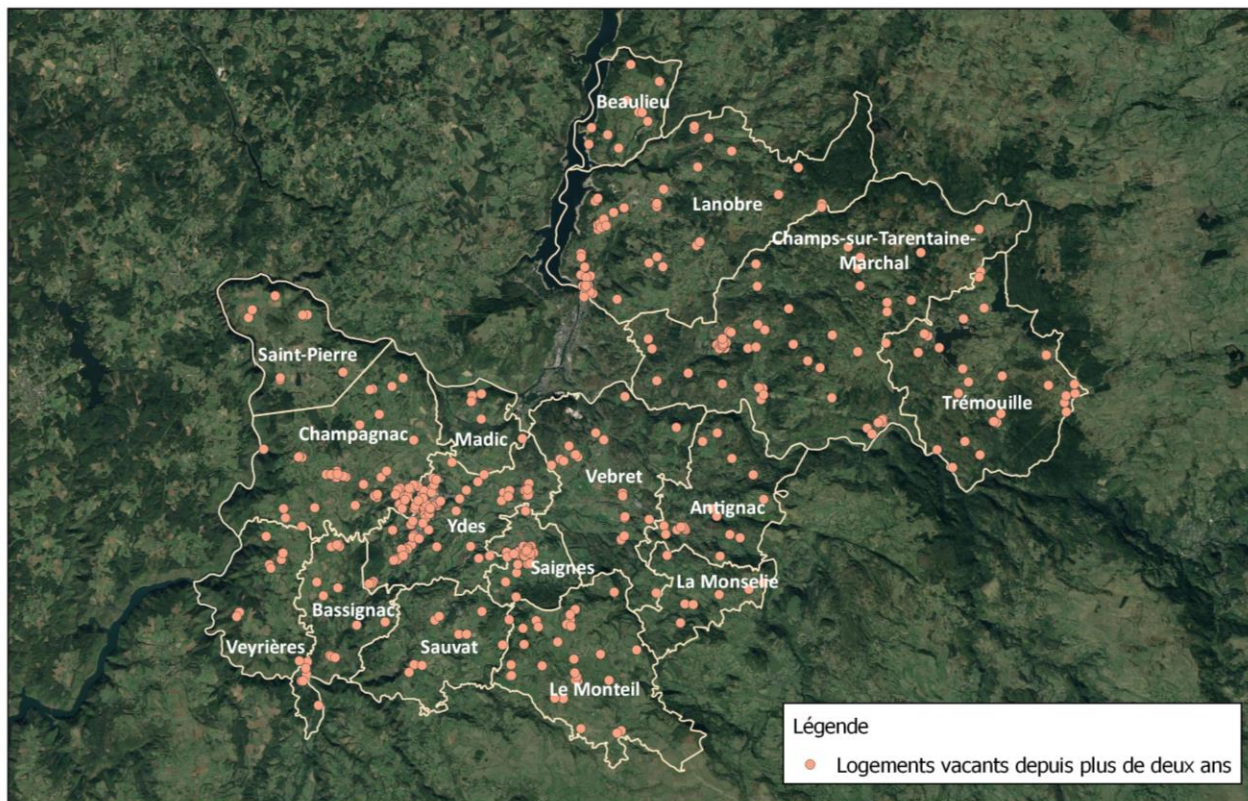 Beaulieu
Lanobre
Champs-sur-Tarentaine-
Marchal
Saint-Pierre
Trémouille
Champagnac
Madic
Vebret
Antignac
Ydes
Saignes
La Monselie
Bassignac
Veyrières
Sauvat
Le Monteil
Légende
Logements vacants depuis plus de deux ans